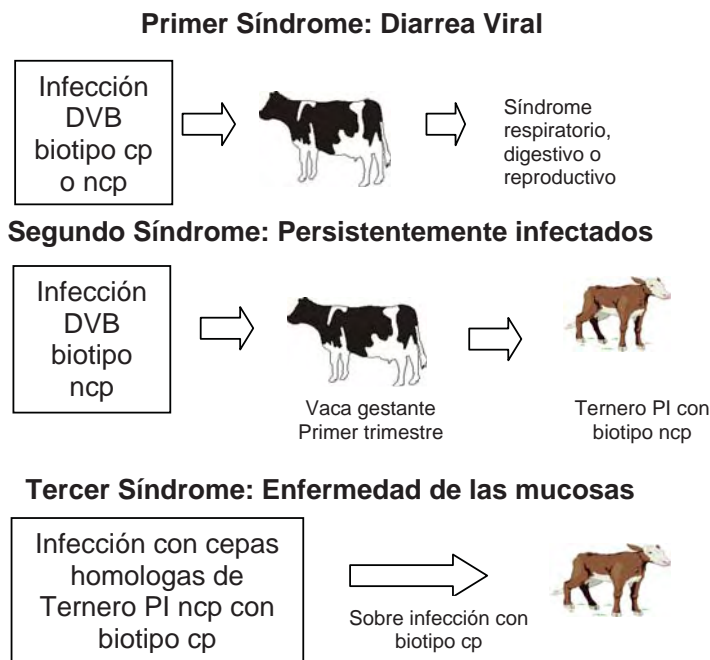 Primer Síndrome: Diarrea Viral
Infección
DVB
biotipo cp
o ncp
Síndrome
respiratorio,
digestivo o
reproductivo
Segundo Síndrome: Persistentemente infectados
Infección
DVB
biotipo
ncp
Vaca gestante
Primer trimestre
Ternero PI con
biotipo ncp
Tercer Síndrome: Enfermedad de las mucosas
Infección con cepas
homologas de
Ternero PI ncp con
biotipo cp
Sobre infección con
biotipo cp